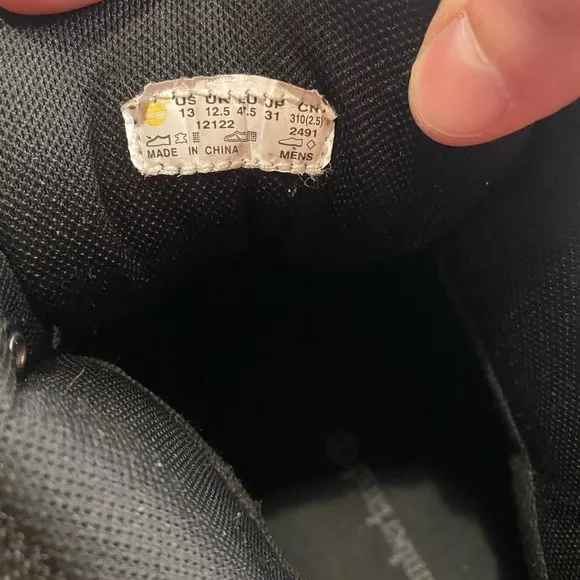 US UK EU JP CN
13 12.5 47.5 31 310(2.5)
12122 2491
MADE IN CHINA MENS